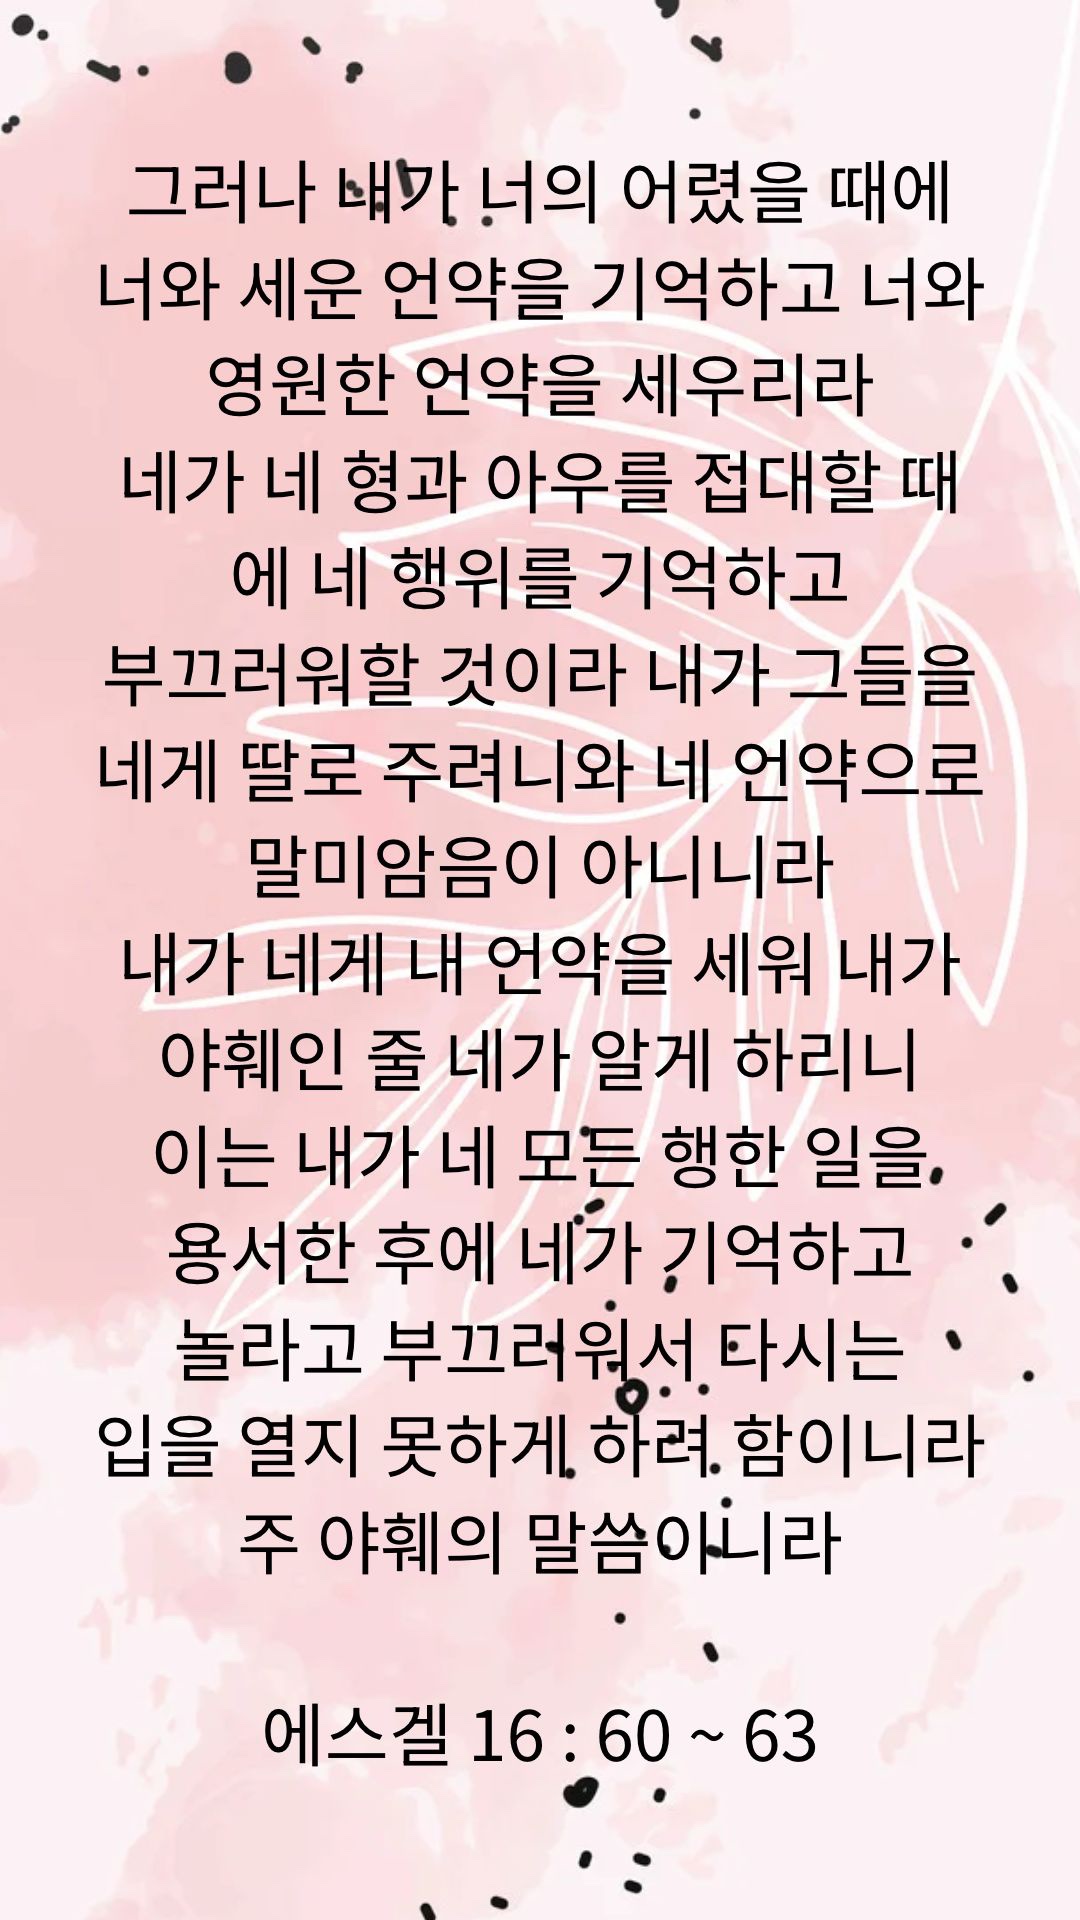 그러나 내가 너의 어렸을 때에
너와 세운 언약을 기억하고 너와
영원한 언약을 세우리라
네가 네 형과 아우를 접대할 때
에 네 행위를 기억하고
부끄러워할 것이라 내가 그들을
네게 딸로 주려니와 네 언약으로
말미암음이 아니니라
내가 네게 내 언약을 세워 내가
야훼인 줄 네가 알게 하리니
이는 내가 네 모든 행한 일을
용서한 후에 네가 기억하고
놀라고 부끄러워서 다시는
입을 열지 못하게 하려 함이니라
주 야훼의 말씀이니라
에스겔 16 : 60 ~ 63